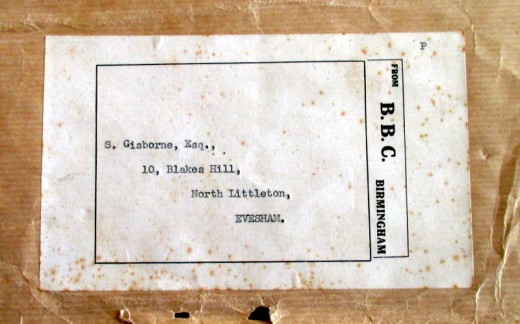 P
S. Gisborne, Esq.,
10, Blakes Hill,
North Littleton,
EVESHAM.
FROM
B. B. C.
BIRMINGHAM